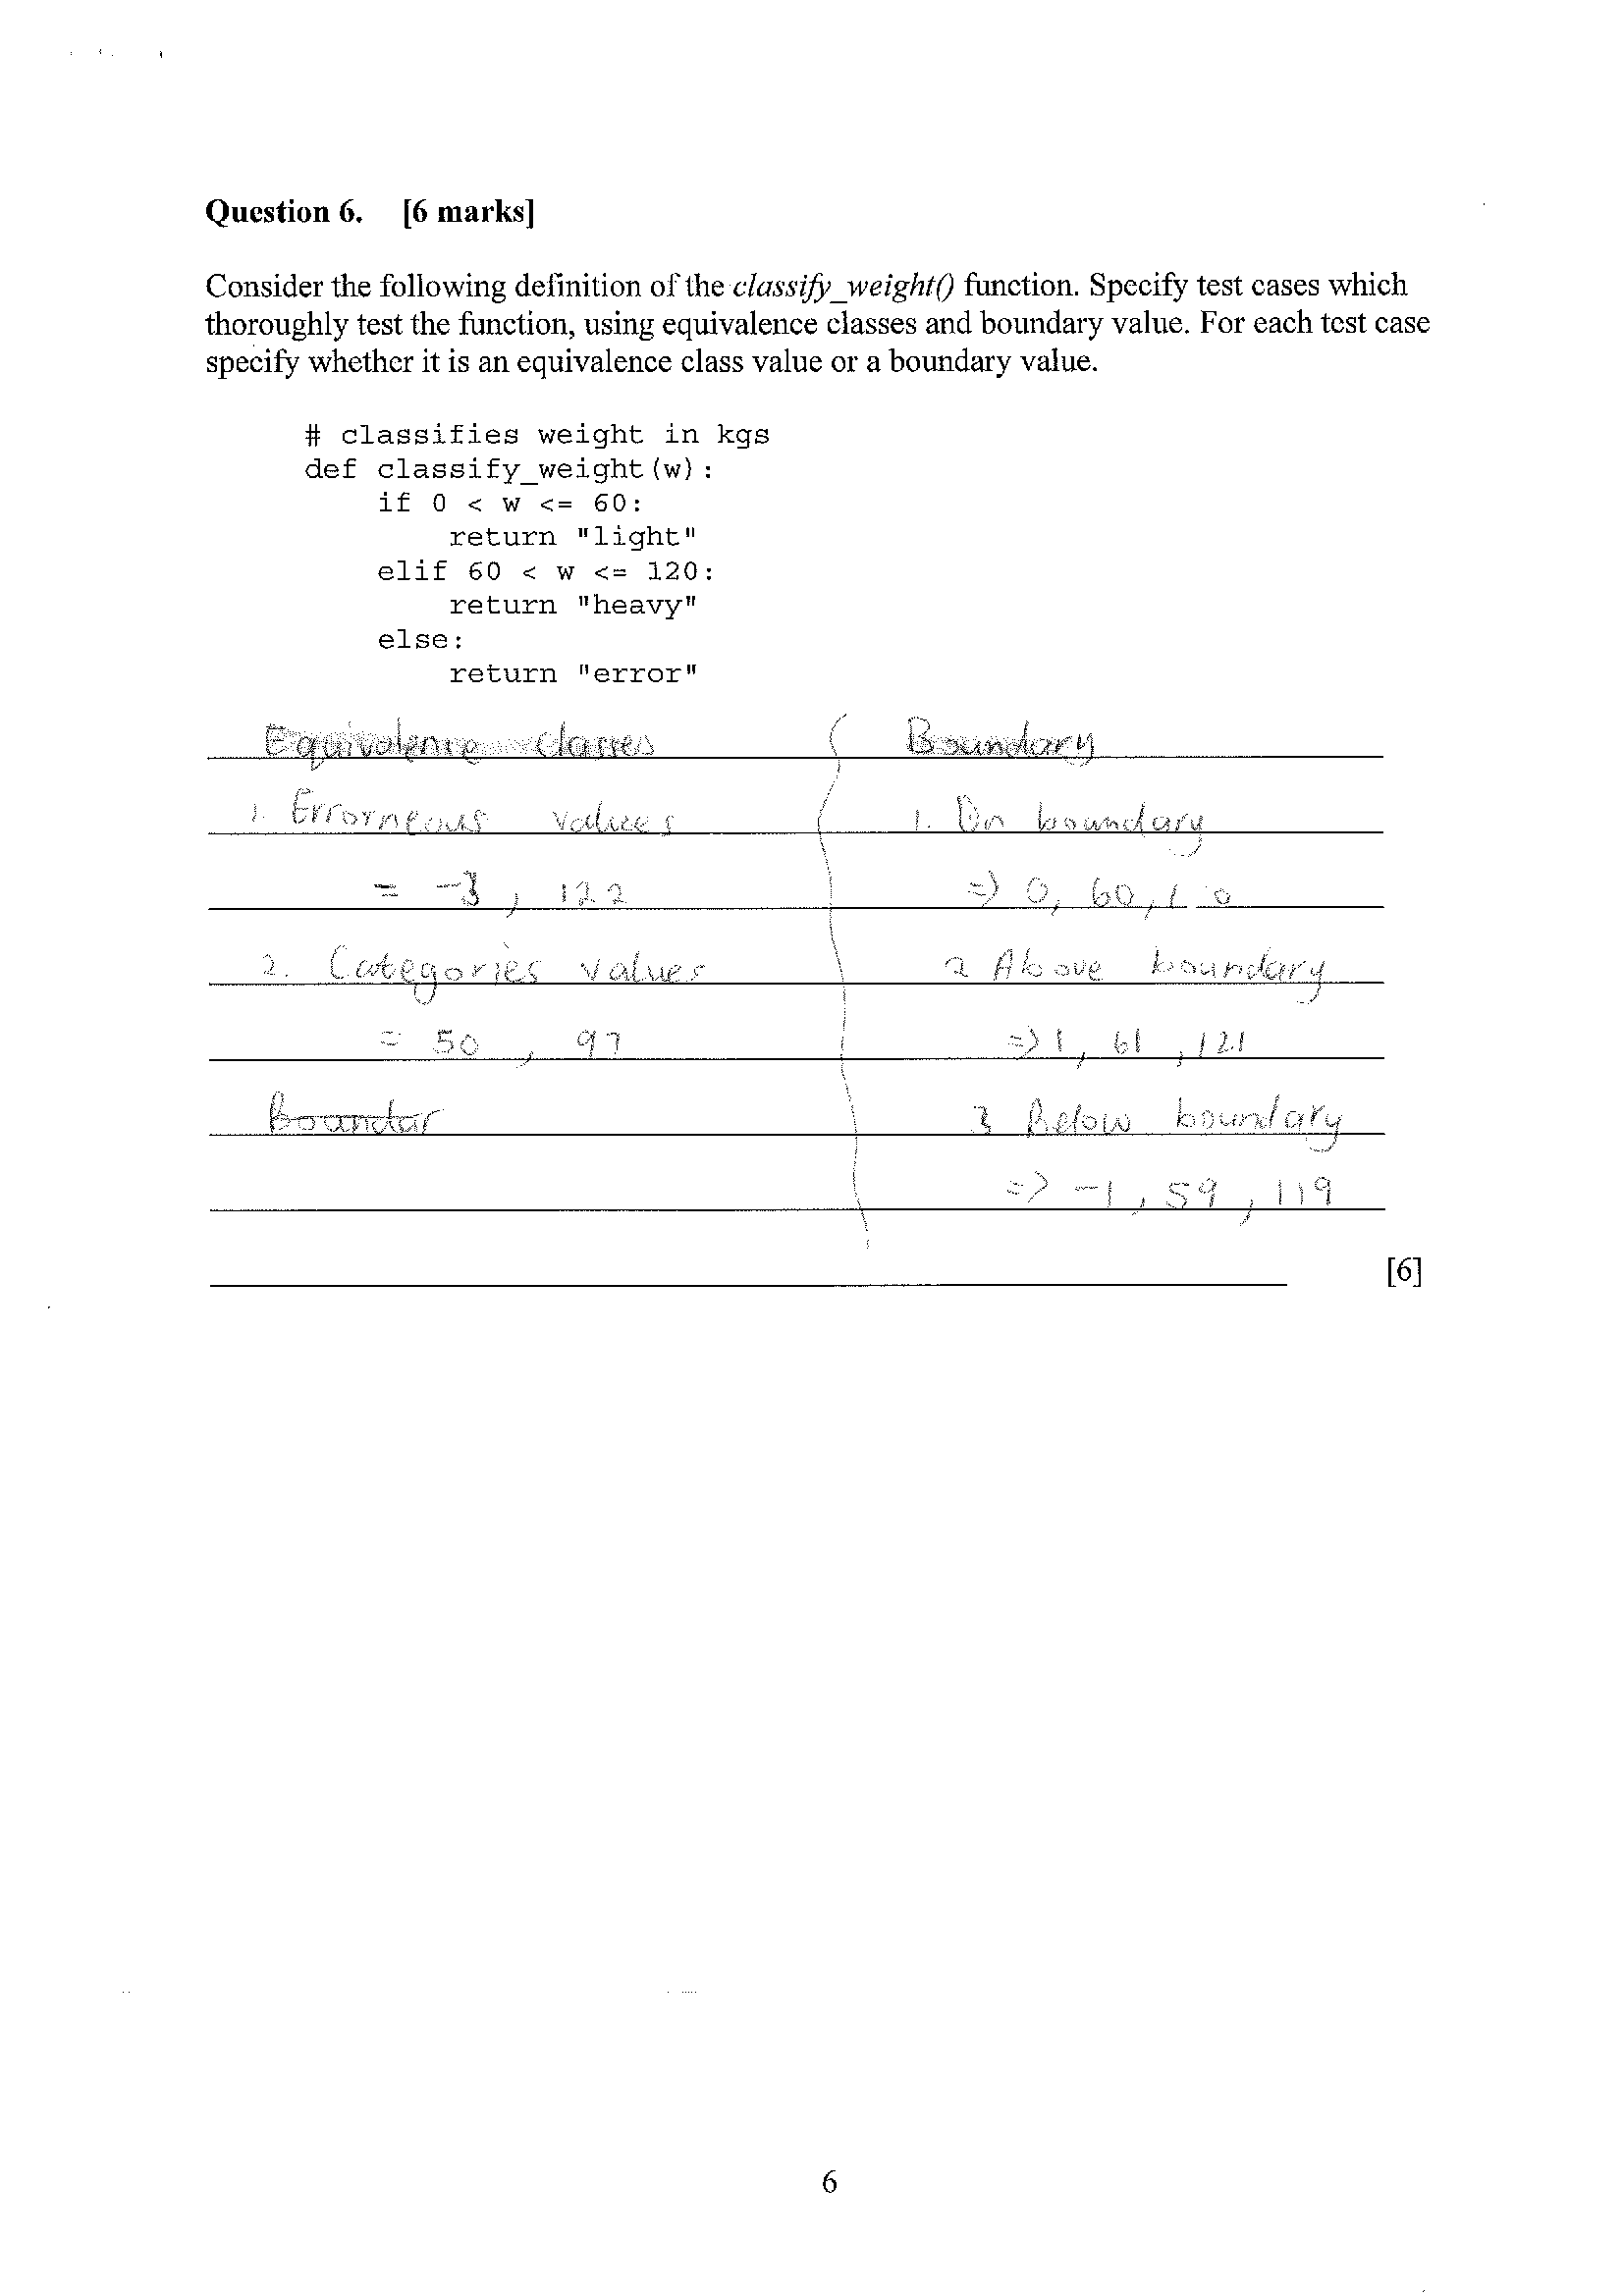 Question 6. [6 marks]
Consider the following definition of the classify_weight() function. Specify test cases which
thoroughly test the function, using equivalence classes and boundary value. For each test case
specify whether it is an equivalence class value or a boundary value.
# classifies weight in kgs
def classify_weight(w):
    if 0 < w <= 60:
        return "light"
    elif 60 < w <= 120:
        return "heavy"
    else:
        return "error"
Equivalence classes
1. Errorneous values
= -3, 122
2. Categories values
= 50, 97
Boundar
Boundary
1. On boundary
=> 0, 60,
2 Above boundary
=> 1, 61, 121
3 Below boundary
=> -1, 59, 119
[6]
6